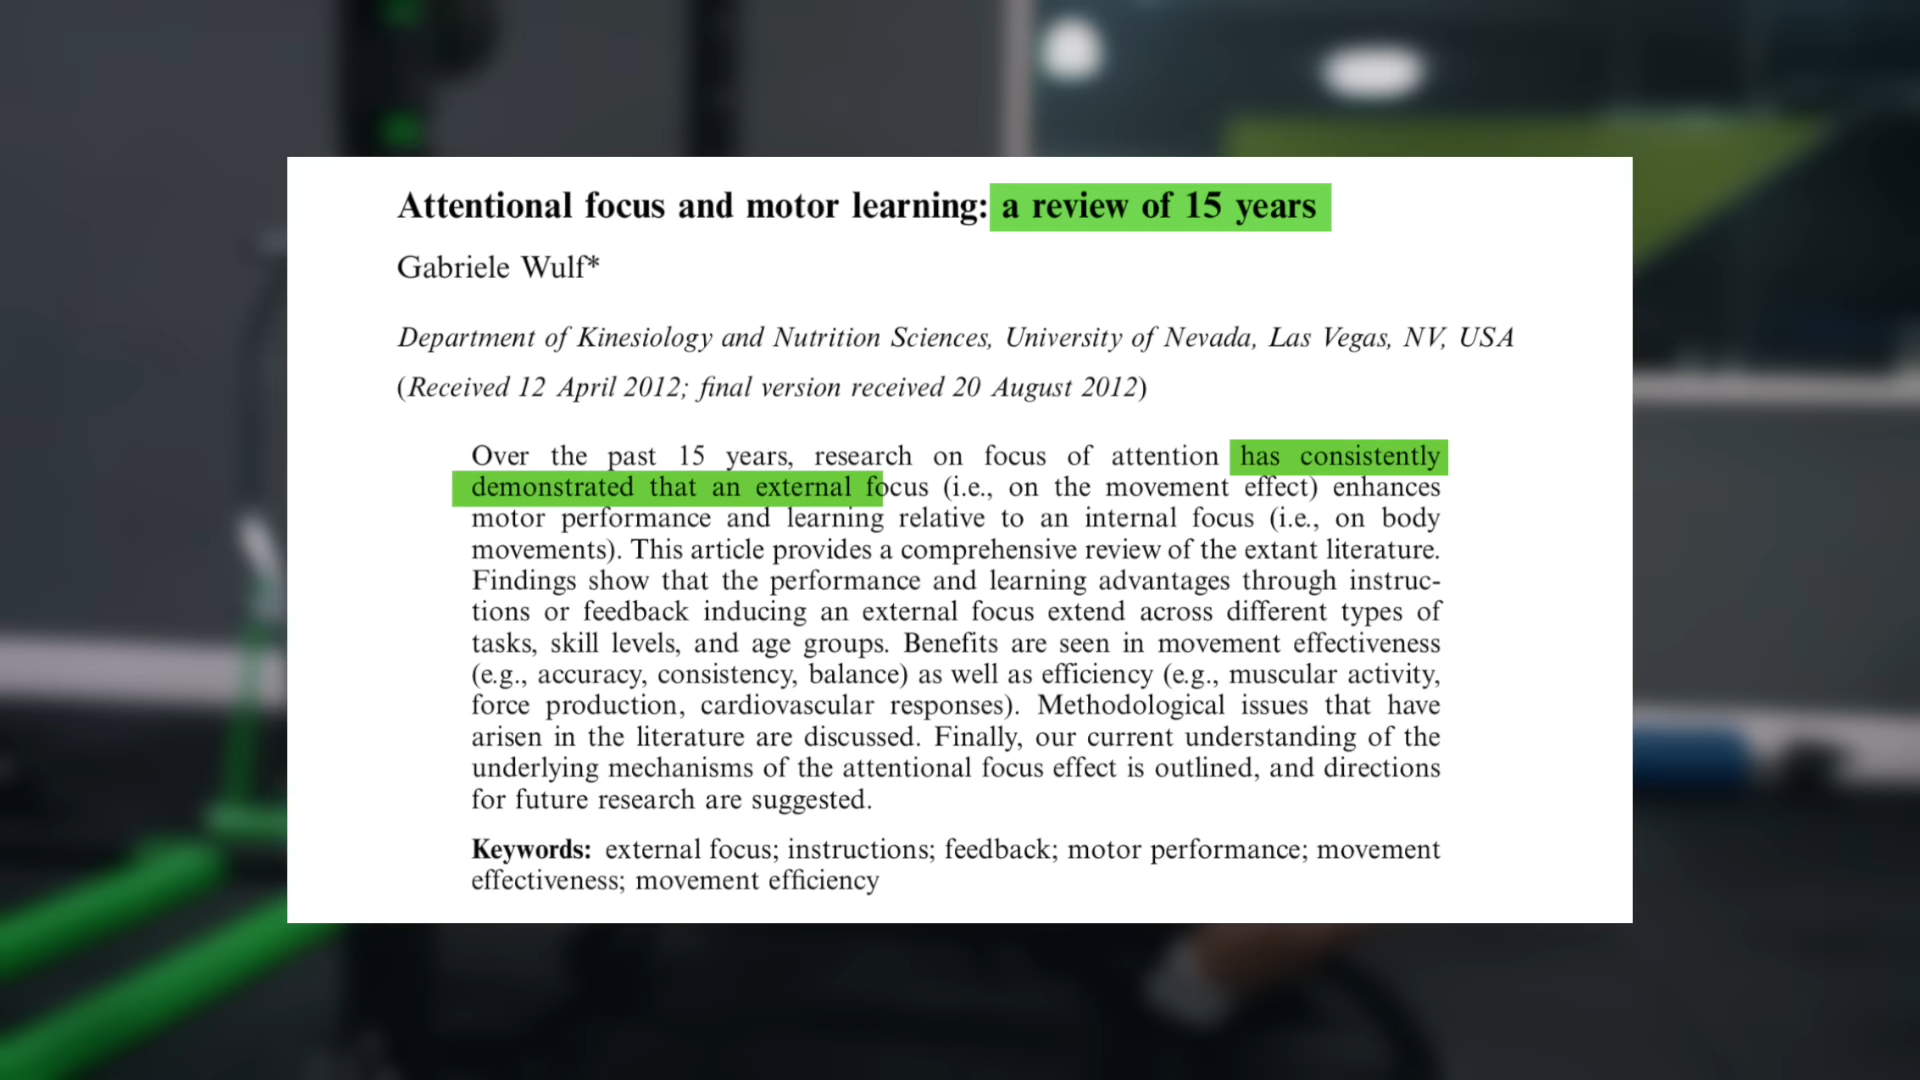 Attentional focus and motor learning: a review of 15 years
Gabriele Wulf*
Department of Kinesiology and Nutrition Sciences, University of Nevada, Las Vegas, NV, USA
(Received 12 April 2012; final version received 20 August 2012)
Over the past 15 years, research on focus of attention has consistently
demonstrated that an external focus (i.e., on the movement effect) enhances
motor performance and learning relative to an internal focus (i.e., on body
movements). This article provides a comprehensive review of the extant literature.
Findings show that the performance and learning advantages through instruc-
tions or feedback inducing an external focus extend across different types of
tasks, skill levels, and age groups. Benefits are seen in movement effectiveness
(e.g., accuracy, consistency, balance) as well as efficiency (e.g., muscular activity,
force production, cardiovascular responses). Methodological issues that have
arisen in the literature are discussed. Finally, our current understanding of the
underlying mechanisms of the attentional focus effect is outlined, and directions
for future research are suggested.
Keywords: external focus; instructions; feedback; motor performance; movement
effectiveness; movement efficiency